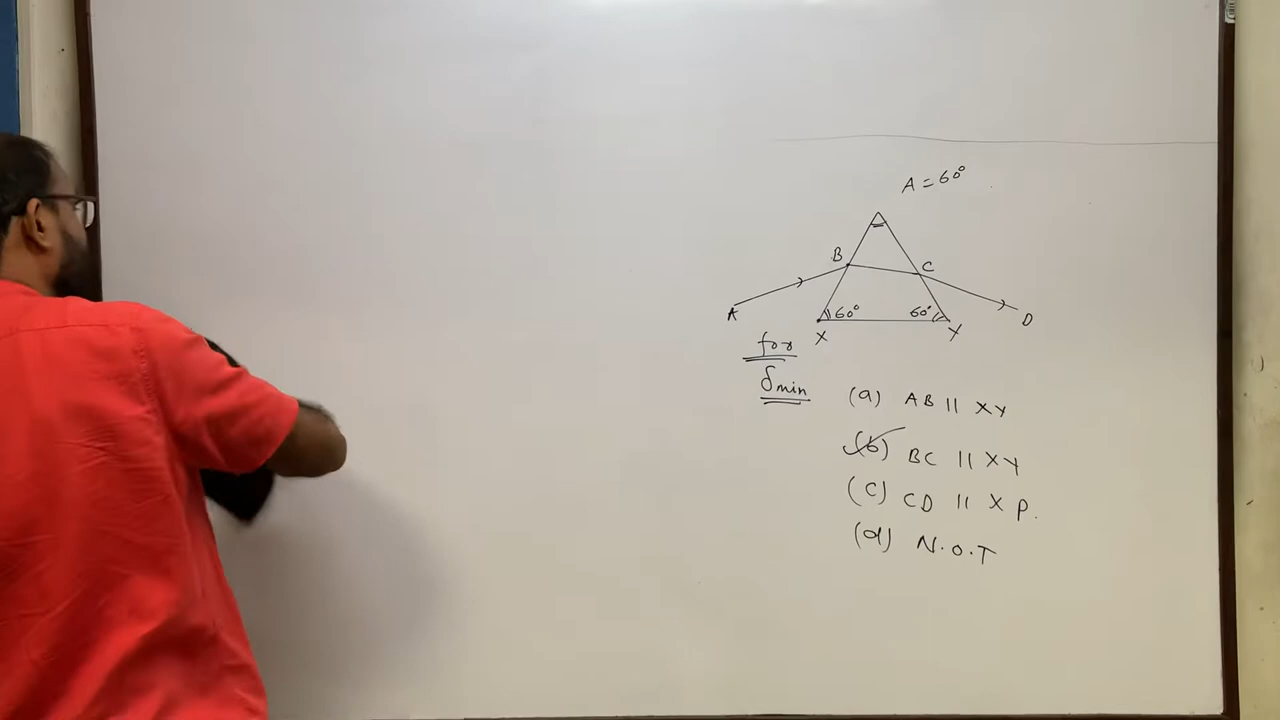 A = 60°
B
C
A
60° 60°
D
X
Y
for
δmin
(a) AB || XY
(b) BC || XY
(c) CD || XP.
(d) N.O.T